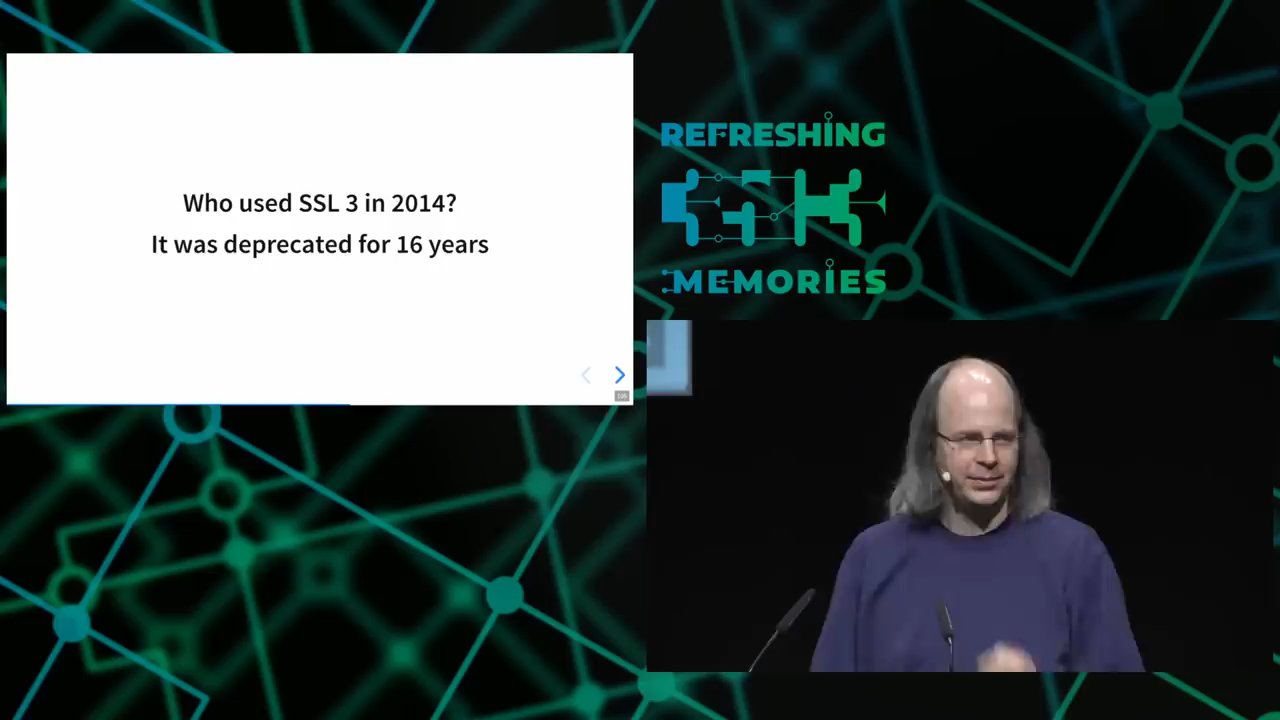 Who used SSL 3 in 2014?
It was deprecated for 16 years
REFRESHING
MEMORIES